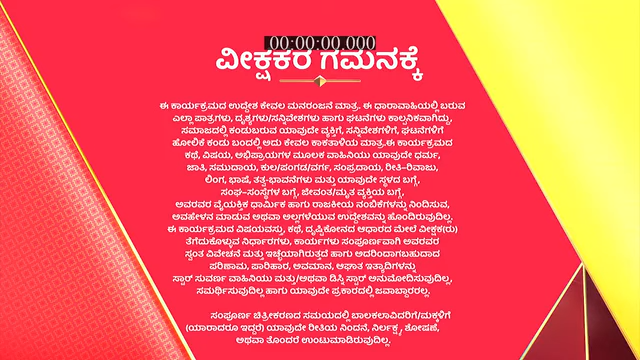 00:00:00.000
ವೀಕ್ಷಕರ ಗಮನಕ್ಕೆ
ಈ ಕಾರ್ಯಕ್ರಮದ ಉದ್ದೇಶ ಕೇವಲ ಮನರಂಜನೆ ಮಾತ್ರ. ಈ ಧಾರಾವಾಹಿಯಲ್ಲಿ ಬರುವ
ಎಲ್ಲಾ ಪಾತ್ರಗಳು, ದೃಶ್ಯಗಳು/ಸನ್ನಿವೇಶಗಳು ಹಾಗು ಘಟನೆಗಳು ಕಾಲ್ಪನಿಕವಾಗಿದ್ದು,
ಸಮಾಜದಲ್ಲಿ ಕಂಡುಬರುವ ಯಾವುದೇ ವ್ಯಕ್ತಿಗೆ, ಸನ್ನಿವೇಶಗಳಿಗೆ, ಘಟನೆಗಳಿಗೆ
ಹೋಲಿಕೆ ಕಂಡು ಬಂದಲ್ಲಿ ಅದು ಕೇವಲ ಕಾಕತಾಳಿಯ ಮಾತ್ರ.ಈ ಕಾರ್ಯಕ್ರಮದ
ಕಥೆ, ವಿಷಯ, ಅಭಿಪ್ರಾಯಗಳ ಮೂಲಕ ವಾಹಿನಿಯು ಯಾವುದೇ ಧರ್ಮ,
ಜಾತಿ, ಸಮುದಾಯ, ಕುಲ/ಪಂಗಡ/ವರ್ಗ, ಸಂಪ್ರದಾಯ, ರೀತಿ-ರಿವಾಜು,
ಲಿಂಗ, ಭಾಷೆ, ತತ್ವ-ಭಾವನೆಗಳು ಮತ್ತು ಯಾವುದೇ ಸ್ಥಳದ ಬಗ್ಗೆ,
ಸಂಘ-ಸಂಸ್ಥೆಗಳ ಬಗ್ಗೆ, ಜೀವಂತ/ಮೃತ ವ್ಯಕ್ತಿಯ ಬಗ್ಗೆ,
ಅವರವರ ವೈಯಕ್ತಿಕ ಧಾರ್ಮಿಕ ಹಾಗು ರಾಜಕೀಯ ನಂಬಿಕೆಗಳನ್ನು ನಿಂದಿಸುವ,
ಅವಹೇಳನ ಮಾಡುವ ಅಥವಾ ಅಲ್ಲಗಳೆಯುವ ಉದ್ದೇಶವನ್ನು ಹೊಂದಿರುವುದಿಲ್ಲ.
ಈ ಕಾರ್ಯಕ್ರಮದ ವಿಷಯವಸ್ತು, ಕಥೆ, ದೃಷ್ಟಿಕೋನದ ಆಧಾರದ ಮೇಲೆ ವೀಕ್ಷಕ(ರು)
ತೆಗೆದುಕೊಳ್ಳುವ ನಿರ್ಧಾರಗಳು, ಕಾರ್ಯಗಳು ಸಂಪೂರ್ಣವಾಗಿ ಅವರವರ
ಸ್ವಂತ ವಿವೇಚನೆ ಮತ್ತು ಇಚ್ಛೆಯಾಗಿರುತ್ತದೆ ಹಾಗು ಅದರಿಂದಾಗಬಹುದಾದ
ಪರಿಣಾಮ, ಪಾರಿಹಾರ, ಅವಮಾನ, ಆಘಾತ ಇತ್ಯಾದಿಗಳನ್ನು
ಸ್ಟಾರ್ ಸುವರ್ಣ ವಾಹಿನಿಯು ಮತ್ತು/ಅಥವಾ ಡಿಸ್ನಿ ಸ್ಟಾರ್ ಅನುಮೋದಿಸುವುದಿಲ್ಲ,
ಸಮರ್ಥಿಸುವುದಿಲ್ಲ ಹಾಗು ಯಾವುದೇ ಪ್ರಕಾರದಲ್ಲಿ ಜವಾಬ್ದಾರರಲ್ಲ.
ಸಂಪೂರ್ಣ ಚಿತ್ರೀಕರಣದ ಸಮಯದಲ್ಲಿ ಬಾಲಕಲಾವಿದರಿಗೆ/ಮಕ್ಕಳಿಗೆ
(ಯಾರಾದರೂ ಇದ್ದರೆ) ಯಾವುದೇ ರೀತಿಯ ನಿಂದನೆ, ನಿರ್ಲಕ್ಷ್ಯ, ಶೋಷಣೆ,
ಅಥವಾ ತೊಂದರೆ ಉಂಟುಮಾಡಿರುವುದಿಲ್ಲ.